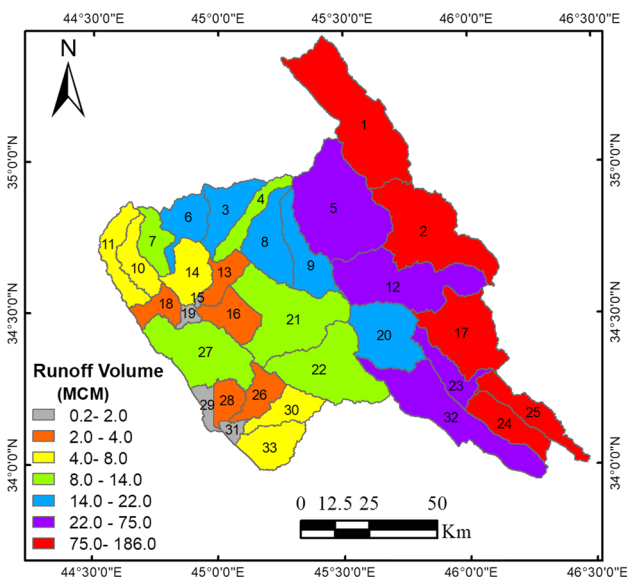 44°30'0"E 45°0'0"E 45°30'0"E 46°0'0"E 46°30'0"E
N
35°0'0"N 35°0'0"N
1
4
3
5
6
2
7
11
8
9
10
14
13
12
15
18
19
16
21
34°30'0"N 34°30'0"N
17
20
27
22
23
Runoff Volume
(MCM)
0.2- 2.0
2.0 - 4.0
4.0- 8.0
8.0 - 14.0
14.0 - 22.0
22.0 - 75.0
75.0- 186.0
29
28
26
30
31
33
32
24
25
34°0'0"N 34°0'0"N
0 12.5 25 50
Km
44°30'0"E 45°0'0"E 45°30'0"E 46°0'0"E 46°30'0"E